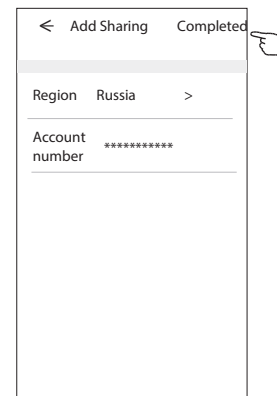 ← Add Sharing Completed
Region Russia >
Account
number ***********